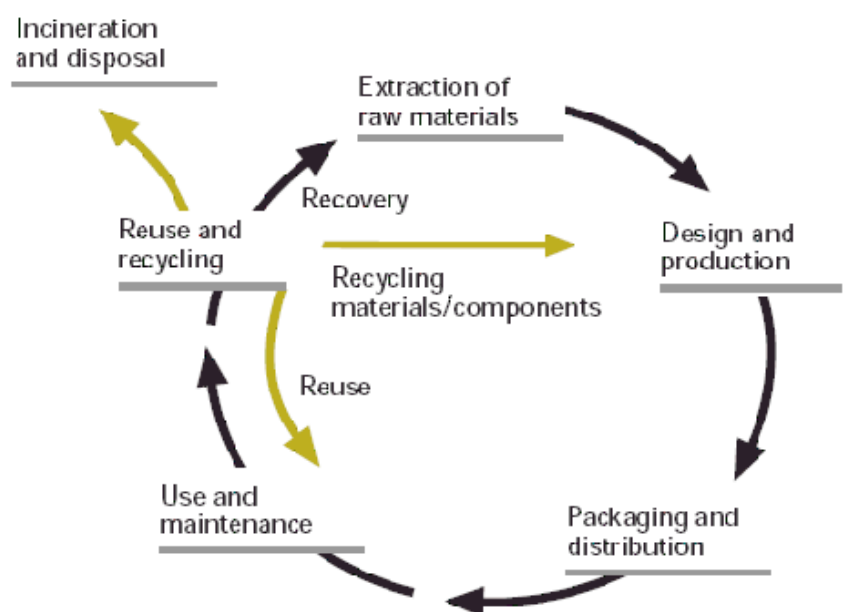 Incineration
and disposal
Extraction of
raw materials
Recovery
Reuse and
recycling
Design and
production
Recycling
materials/components
Reuse
Use and
maintenance
Packaging and
distribution